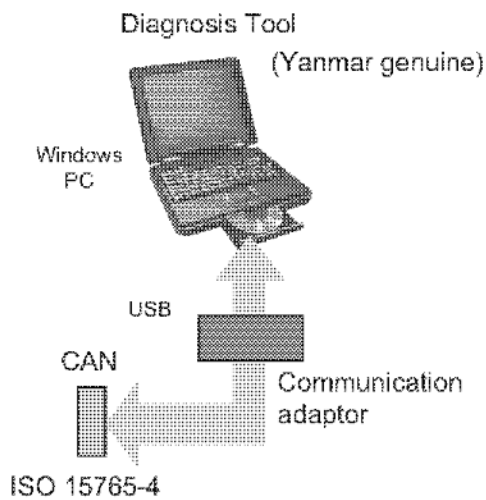 Diagnosis Tool
(Yanmar genuine)
Windows
PC
USB
CAN
Communication
adaptor
ISO 15765-4